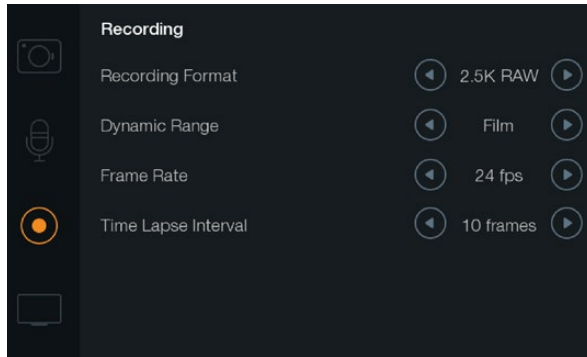 Recording
Recording Format 2.5K RAW
Dynamic Range Film
Frame Rate 24 fps
Time Lapse Interval 10 frames